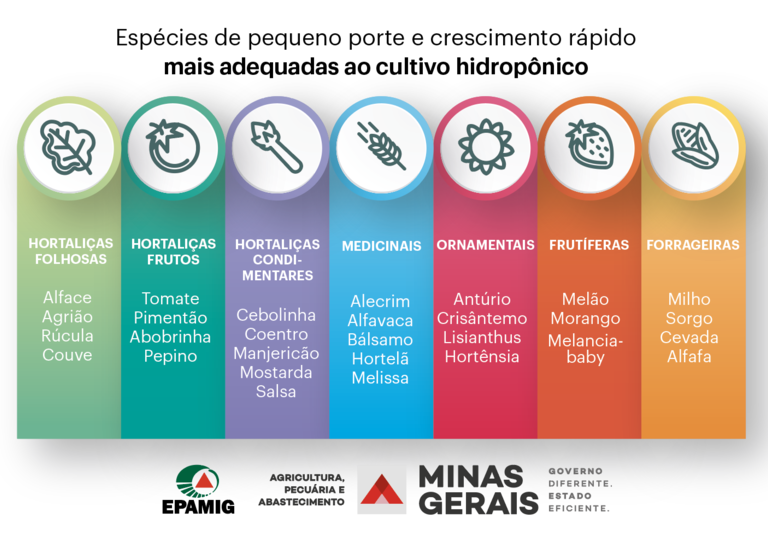 Espécies de pequeno porte e crescimento rápido
mais adequadas ao cultivo hidropônico
HORTALIÇAS
FOLHOSAS
Alface
Agrião
Rúcula
Couve
HORTALIÇAS
FRUTOS
Tomate
Pimentão
Abobrinha
Pepino
HORTALIÇAS
CONDI-
MENTARES
Cebolinha
Coentro
Manjericão
Mostarda
Salsa
MEDICINAIS
Alecrim
Alfavaca
Bálsamo
Hortelã
Melissa
ORNAMENTAIS
Antúrio
Crisântemo
Lisianthus
Hortênsia
FRUTÍFERAS
Melão
Morango
Melancia-
baby
FORRAGEIRAS
Milho
Sorgo
Cevada
Alfafa
EPAMIG
AGRICULTURA,
PECUÁRIA E
ABASTECIMENTO
MINAS
GERAIS
GOVERNO
DIFERENTE.
ESTADO
EFICIENTE.